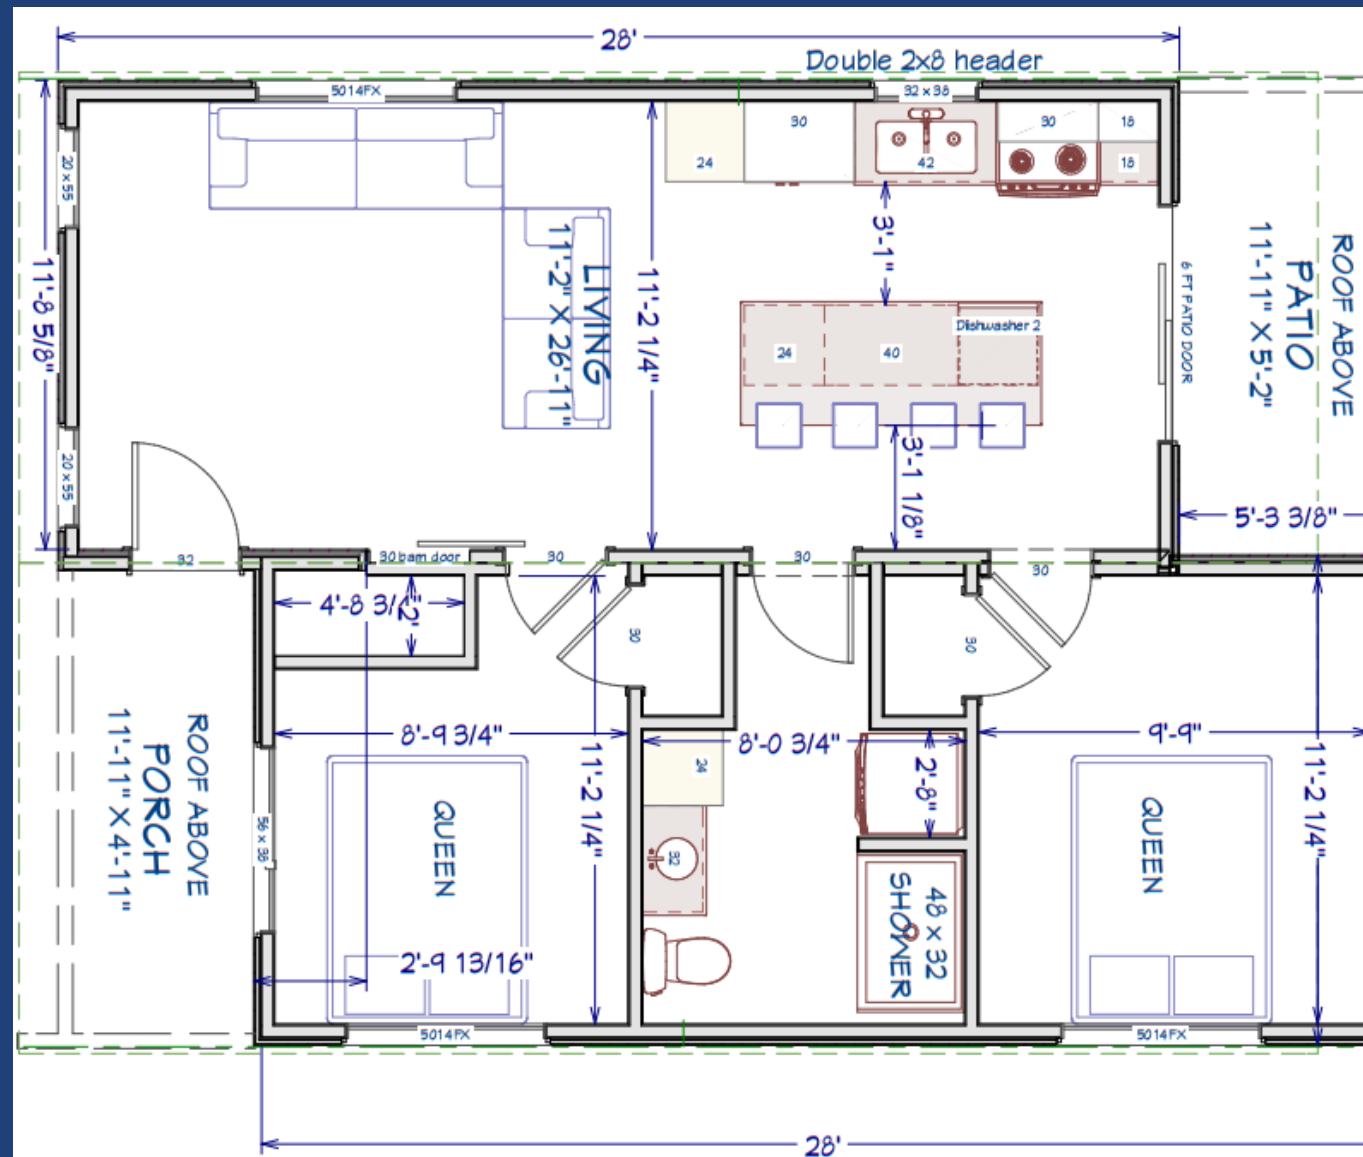 28'
Double 2x8 header
5014FX
32 x 38
20 x 55
30
24
42
30
18
18
3'-1"
11'-8 5/8"
LIVING
11'-2" X 26'-11"
11'-2 1/4"
6 FT PATIO DOOR
ROOF ABOVE
PATIO
11'-11" X 5'-2"
Dishwasher 2
24
40
20 x 55
3'-1 1/8"
5'-3 3/8"
32
30 barn door
30
30
30
4'-8 3/4"
2'
30
30
ROOF ABOVE
PORCH
11'-11" X 4'-11"
8'-9 3/4"
11'-2 1/4"
8'-0 3/4"
2'-8"
9'-9"
11'-2 1/4"
24
56 x 38
QUEEN
32
48 x 32
SHOWER
QUEEN
2'-9 13/16"
5014FX
5014FX
28'